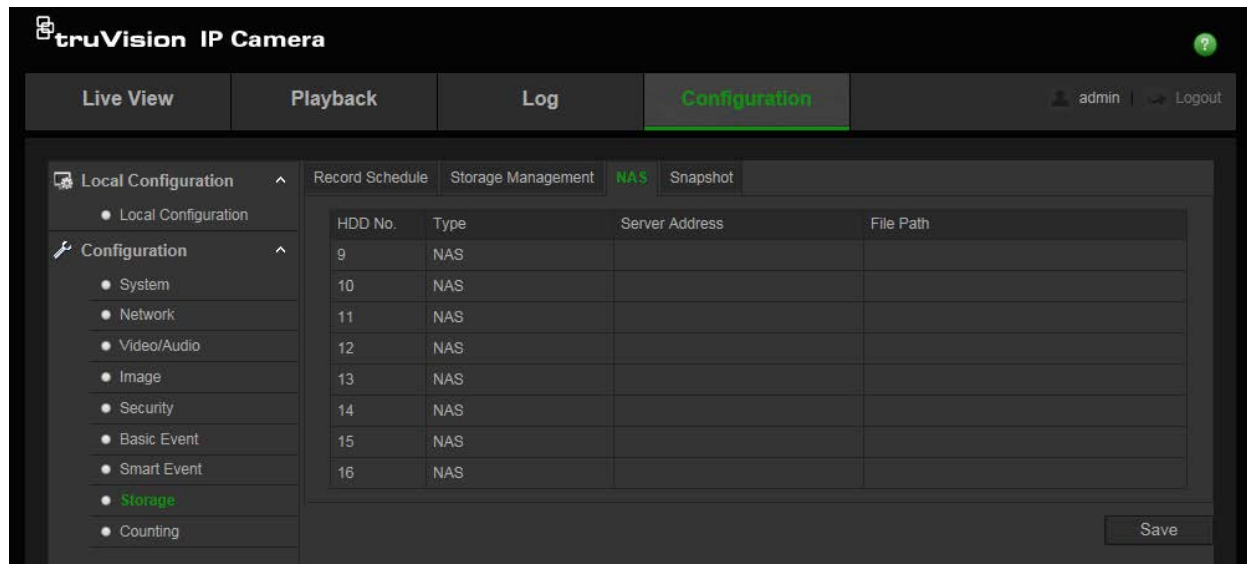 truVision IP Camera
?
Live View Playback Log Configuration admin | Logout
Local Configuration Record Schedule Storage Management NAS Snapshot
Local Configuration
Configuration
System
Network
Video/Audio
Image
Security
Basic Event
Smart Event
Storage
Counting
HDD No. Type Server Address File Path
9 NAS
10 NAS
11 NAS
12 NAS
13 NAS
14 NAS
15 NAS
16 NAS
Save